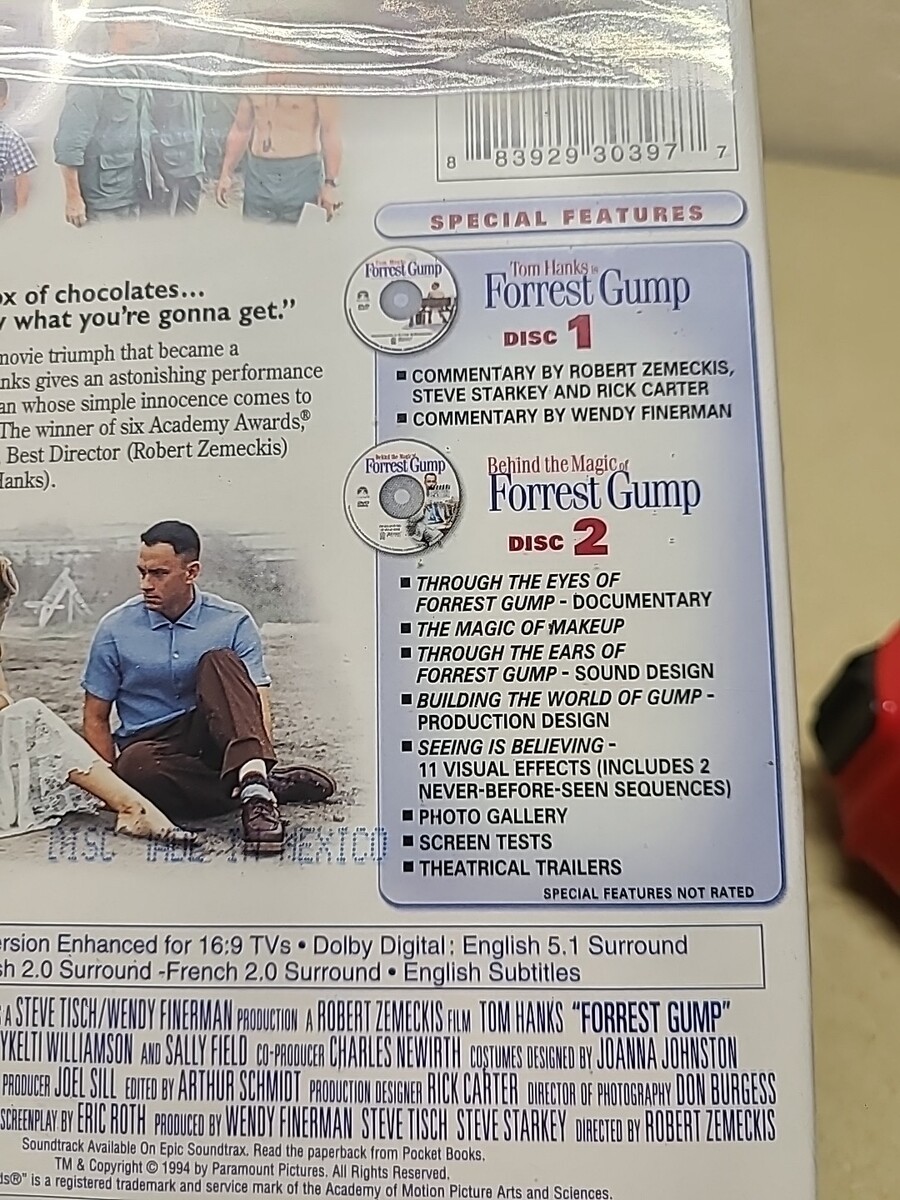 8 83929 30397 7
SPECIAL FEATURES
Forrest Gump
Tom Hanks is
Forrest Gump
DISC 1
■ COMMENTARY BY ROBERT ZEMECKIS,
STEVE STARKEY AND RICK CARTER
■ COMMENTARY BY WENDY FINERMAN
ox of chocolates...
what you're gonna get.”
movie triumph that became a
nks gives an astonishing performance
an whose simple innocence comes to
The winner of six Academy Awards,®
Best Director (Robert Zemeckis)
Hanks).
Behind the Magic of
Forrest Gump
Behind the Magic of
Forrest Gump
DISC 2
■ THROUGH THE EYES OF
FORREST GUMP - DOCUMENTARY
■ THE MAGIC OF MAKEUP
■ THROUGH THE EARS OF
FORREST GUMP - SOUND DESIGN
■ BUILDING THE WORLD OF GUMP -
PRODUCTION DESIGN
■ SEEING IS BELIEVING -
11 VISUAL EFFECTS (INCLUDES 2
NEVER-BEFORE-SEEN SEQUENCES)
■ PHOTO GALLERY
■ SCREEN TESTS
■ THEATRICAL TRAILERS
SPECIAL FEATURES NOT RATED
DISC MADE IN MEXICO
ersion Enhanced for 16:9 TVs • Dolby Digital: English 5.1 Surround
sh 2.0 Surround -French 2.0 Surround • English Subtitles
A STEVE TISCH/WENDY FINERMAN PRODUCTION A ROBERT ZEMECKIS FILM TOM HANKS “FORREST GUMP”
YKELTI WILLIAMSON AND SALLY FIELD CO-PRODUCER CHARLES NEWIRTH COSTUMES DESIGNED BY JOANNA JOHNSTON
PRODUCER JOEL SILL EDITED BY ARTHUR SCHMIDT PRODUCTION DESIGNER RICK CARTER DIRECTOR OF PHOTOGRAPHY DON BURGESS
SCREENPLAY BY ERIC ROTH PRODUCED BY WENDY FINERMAN STEVE TISCH STEVE STARKEY DIRECTED BY ROBERT ZEMECKIS
Soundtrack Available On Epic Soundtrax. Read the paperback from Pocket Books.
TM & Copyright © 1994 by Paramount Pictures. All Rights Reserved.
ds®” is a registered trademark and service mark of the Academy of Motion Picture Arts and Sciences.